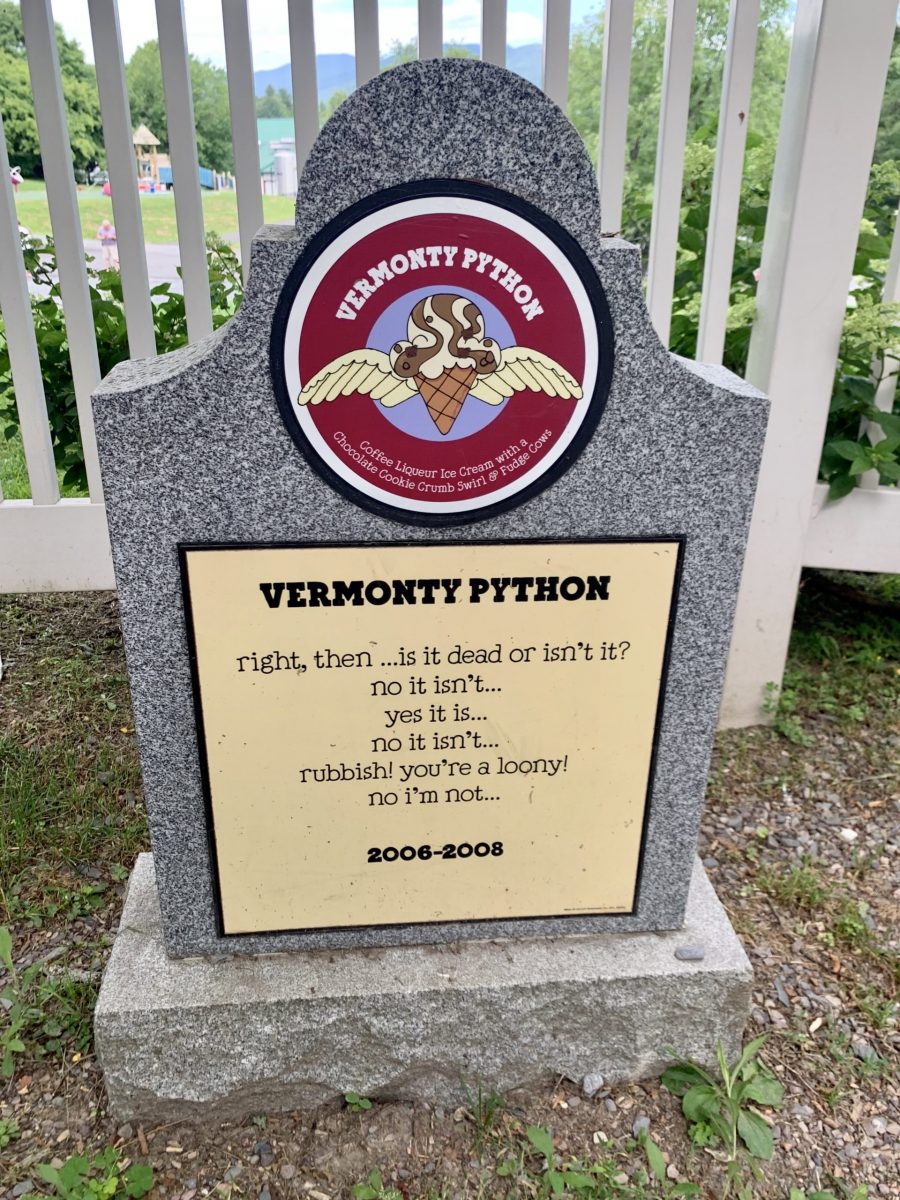 VERMONTY PYTHON
Coffee Liqueur Ice Cream with a
Chocolate Cookie Crumb Swirl & Fudge Cows
VERMONTY PYTHON
right, then ...is it dead or isn't it?
no it isn't...
yes it is...
no it isn't...
rubbish! you're a loony!
no i'm not...
2006-2008